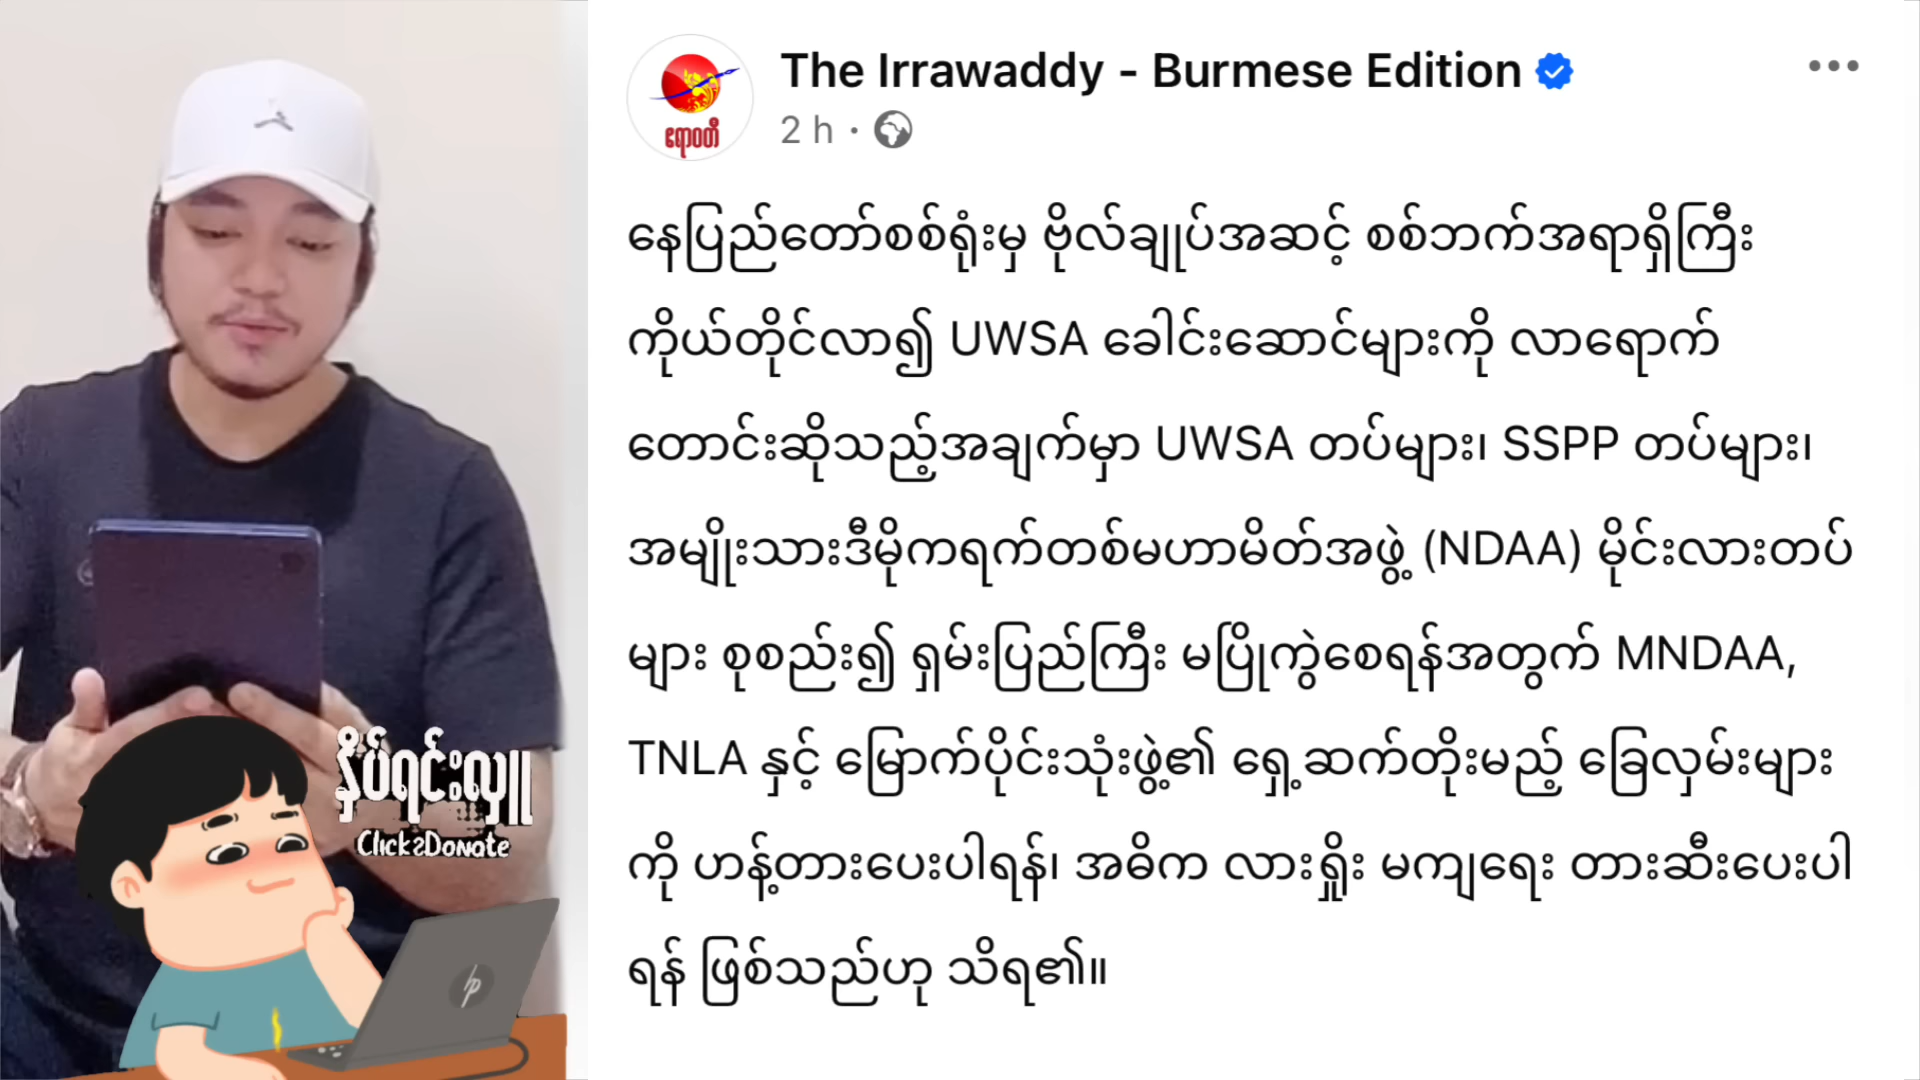 The Irrawaddy - Burmese Edition
2 h
ဧရာဝတီ
နေပြည်တော်စစ်ရုံးမှ ဗိုလ်ချုပ်အဆင့် စစ်ဘက်အရာရှိကြီး
ကိုယ်တိုင်လာ၍ UWSA ခေါင်းဆောင်များကို လာရောက်
တောင်းဆိုသည့်အချက်မှာ UWSA တပ်များ၊ SSPP တပ်များ၊
အမျိုးသားဒီမိုကရက်တစ်မဟာမိတ်အဖွဲ့ (NDAA) မိုင်းလားတပ်
များ စုစည်း၍ ရှမ်းပြည်ကြီး မပြိုကွဲစေရန်အတွက် MNDAA,
TNLA နှင့် မြောက်ပိုင်းသုံးဖွဲ့၏ ရှေ့ဆက်တိုးမည့် ခြေလှမ်းများ
ကို ဟန့်တားပေးပါရန်၊ အဓိက လားရှိုး မကျရေး တားဆီးပေးပါ
ရန် ဖြစ်သည်ဟု သိရ၏။
နှိပ်ရင်းလှူ
Click2Donate
hp